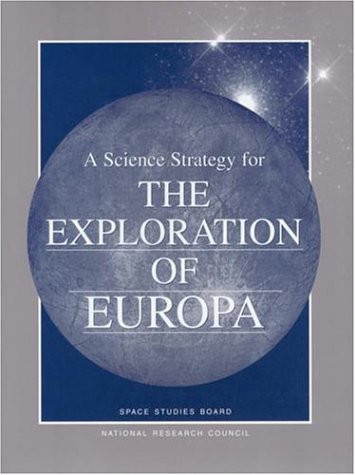 A Science Strategy for
THE
EXPLORATION
OF
EUROPA
SPACE STUDIES BOARD
NATIONAL RESEARCH COUNCIL